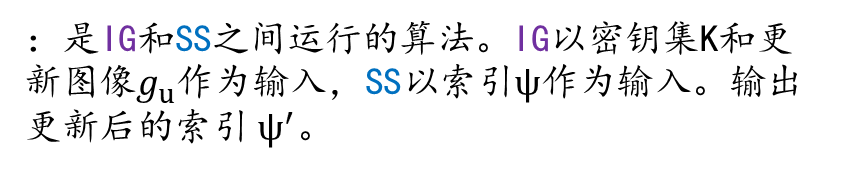 ：是IG和SS之间运行的算法。IG以密钥集K和更
新图像gu作为输入，SS以索引ψ作为输入。输出
更新后的索引 ψ′。